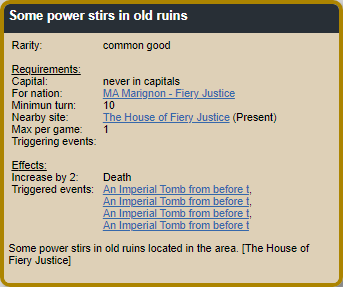 Some power stirs in old ruins
Rarity: common good
Requirements:
Capital: never in capitals
For nation: MA Marignon - Fiery Justice
Minimun turn: 10
Nearby site: The House of Fiery Justice (Present)
Max per game: 1
Triggering events:
Effects:
Increase by 2: Death
Triggered events: An Imperial Tomb from before t,
An Imperial Tomb from before t,
An Imperial Tomb from before t,
An Imperial Tomb from before t
Some power stirs in old ruins located in the area. [The House of
Fiery Justice]